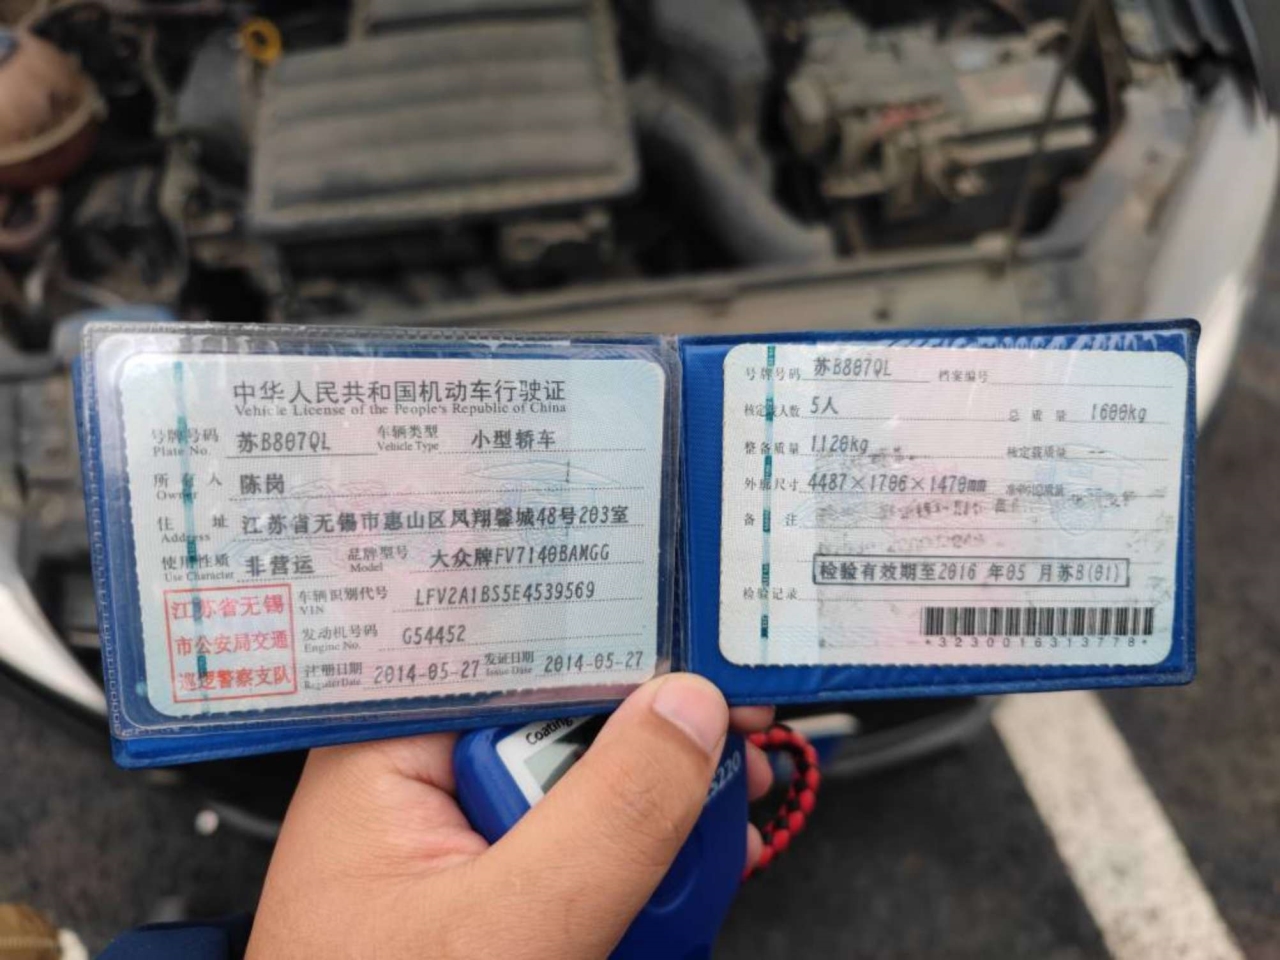 中华人民共和国机动车行驶证
Vehicle License of the People's Republic of China
号牌号码 苏B807QL 车辆类型 小型轿车
Plate No. Vehicle Type
所有人 陈岗
Owner
住址 江苏省无锡市惠山区凤翔馨城48号203室
Address
使用性质 非营运 品牌型号 大众牌FV7140BAMGG
Use Character Model
江苏省无锡
市公安局交通
巡逻警察支队
车辆识别代号 LFV2A1BS5E4539569
VIN
发动机号码 G54452
Engine No.
注册日期 2014-05-27 发证日期 2014-05-27
Register Date Issue Date
号牌号码 苏B807QL 档案编号
核定载人数 5人 总质量 1600kg
整备质量 1120kg 核定载质量 --
外廓尺寸 4487×1706×1470mm
备注
检验有效期至2016 年05 月苏B(01)
检验记录
*3230016313778*
Coating